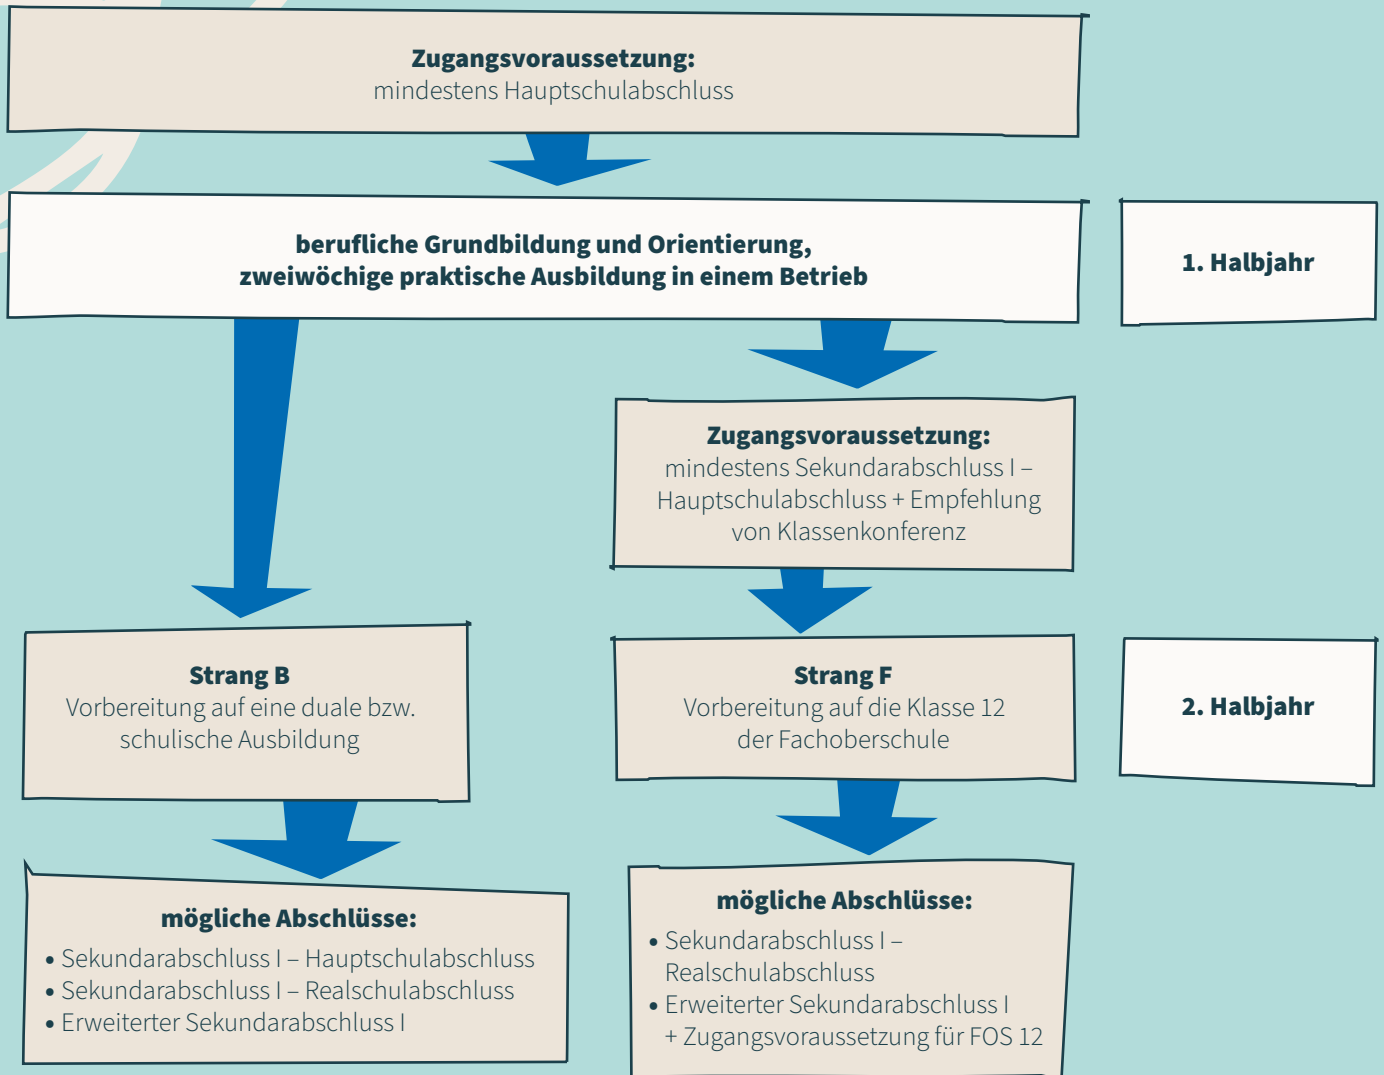 Zugangsvoraussetzung:
mindestens Hauptschulabschluss
berufliche Grundbildung und Orientierung,
zweiwöchige praktische Ausbildung in einem Betrieb
1. Halbjahr
Zugangsvoraussetzung:
mindestens Sekundarabschluss I –
Hauptschulabschluss + Empfehlung
von Klassenkonferenz
Strang B
Vorbereitung auf eine duale bzw.
schulische Ausbildung
Strang F
Vorbereitung auf die Klasse 12
der Fachoberschule
2. Halbjahr
mögliche Abschlüsse:
• Sekundarabschluss I – Hauptschulabschluss
• Sekundarabschluss I – Realschulabschluss
• Erweiterter Sekundarabschluss I
mögliche Abschlüsse:
• Sekundarabschluss I –
Realschulabschluss
• Erweiterter Sekundarabschluss I
+ Zugangsvoraussetzung für FOS 12